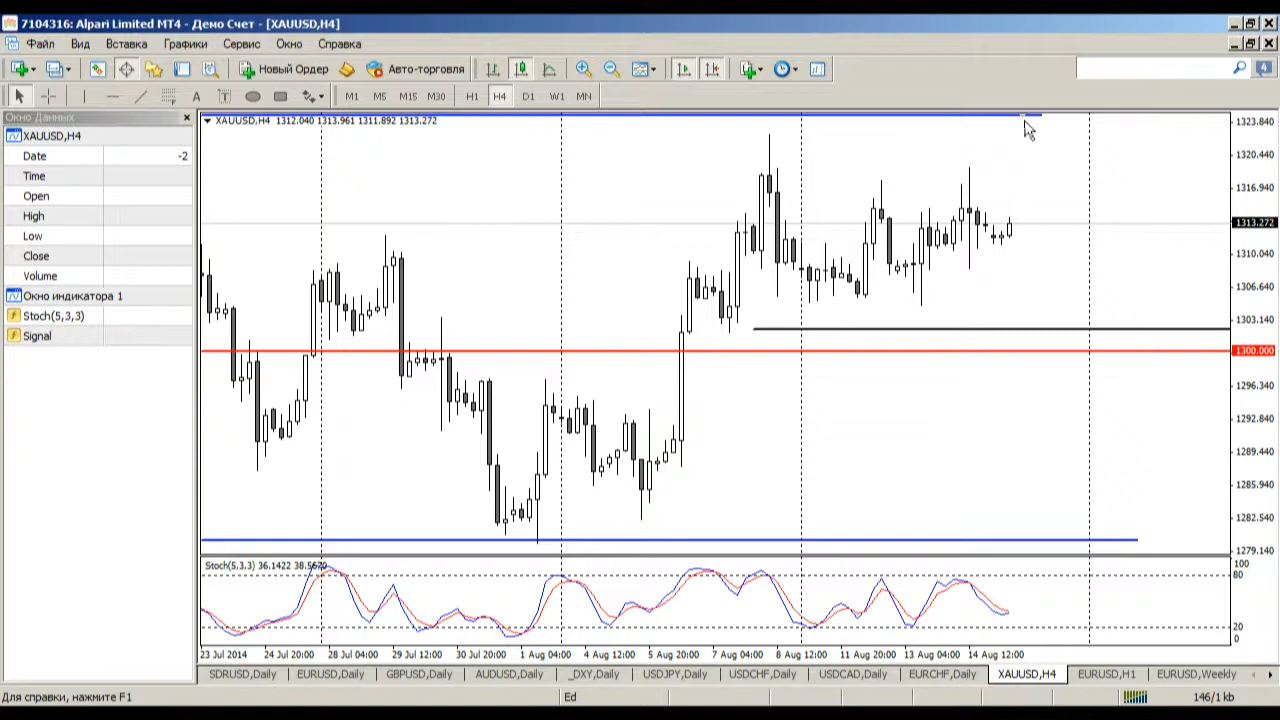 7104316: Alpari Limited MT4 - Демо Счет - [XAUUSD,H4]
Файл Вид Вставка Графики Сервис Окно Справка
Новый Ордер Авто-торговля 4
A T M1 M5 M15 M30 H1 H4 D1 W1 MN
Окно Данных
XAUUSD,H4
Date -2
Time
Open
High
Low
Close
Volume
Окно индикатора 1
Stoch(5,3,3)
Signal
XAUUSD,H4 1312.040 1313.961 1311.892 1313.272
1323.840
1320.440
1316.940
1313.272
1310.040
1306.640
1303.140
1300.000
1296.340
1292.840
1289.440
1285.940
1282.540
1279.140
Stoch(5,3,3) 36.1422 38.5570
100
80
20
0
23 Jul 2014 24 Jul 20:00 28 Jul 04:00 29 Jul 12:00 30 Jul 20:00 1 Aug 04:00 4 Aug 12:00 5 Aug 20:00 7 Aug 04:00 8 Aug 12:00 11 Aug 20:00 13 Aug 04:00 14 Aug 12:00
SDRUSD,Daily EURUSD,Daily GBPUSD,Daily AUDUSD,Daily _DXY,Daily USDJPY,Daily USDCHF,Daily USDCAD,Daily EURCHF,Daily XAUUSD,H4 EURUSD,H1 EURUSD,Weekly
Для справки, нажмите F1 Ed 146/1 kb